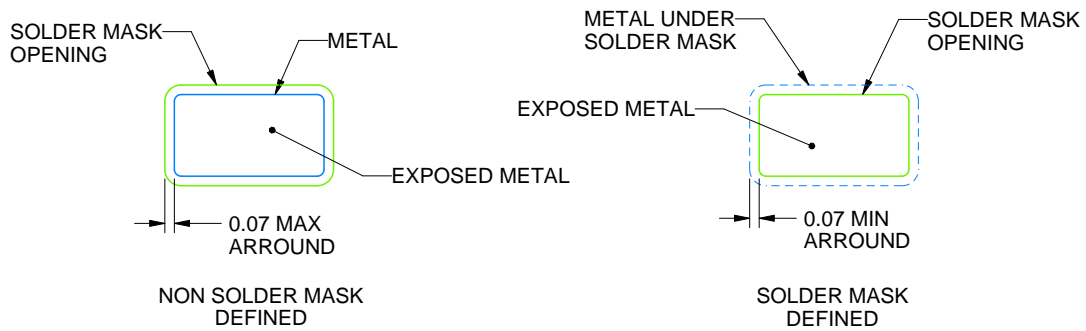 SOLDER MASK
OPENING
METAL
EXPOSED METAL
0.07 MAX
ARROUND
NON SOLDER MASK
DEFINED
METAL UNDER
SOLDER MASK
SOLDER MASK
OPENING
EXPOSED METAL
0.07 MIN
ARROUND
SOLDER MASK
DEFINED